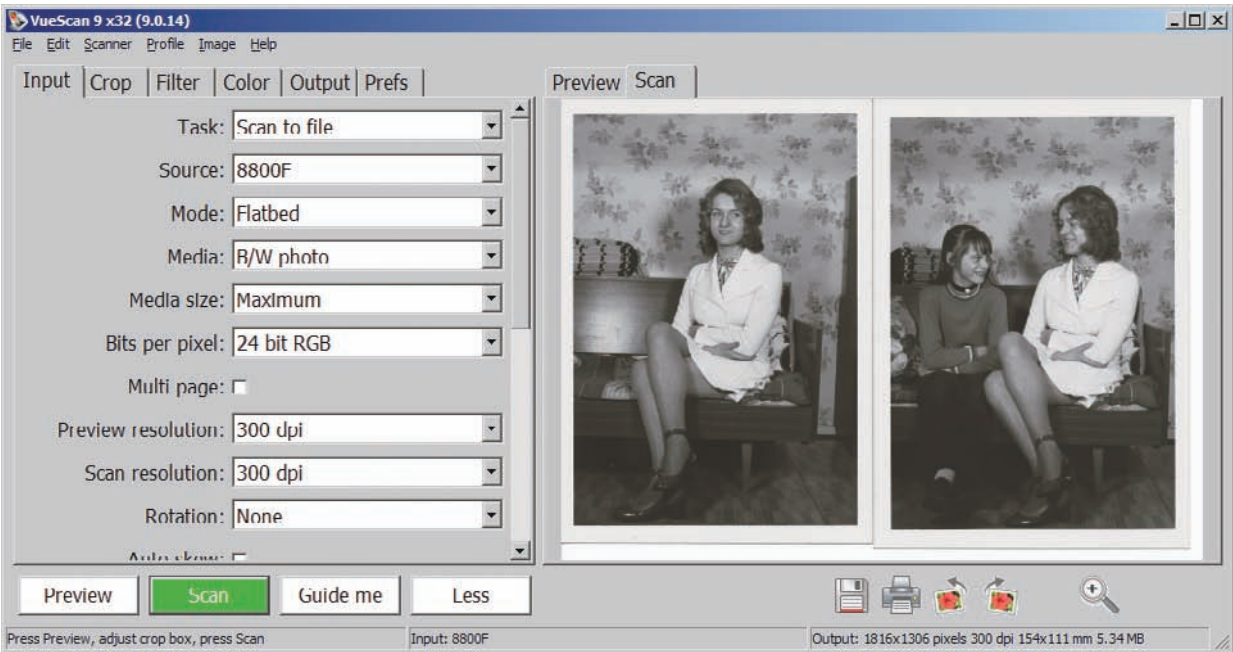 VueScan 9 x32 (9.0.14)
File Edit Scanner Profile Image Help
Input Crop Filter Color Output Prefs
Preview Scan
Task: Scan to file
Source: 8800F
Mode: Flatbed
Media: B/W photo
Media size: Maximum
Bits per pixel: 24 bit RGB
Multi page:
Preview resolution: 300 dpi
Scan resolution: 300 dpi
Rotation: None
Auto skew:
Preview Scan Guide me Less
Press Preview, adjust crop box, press Scan
Input: 8800F
Output: 1816x1306 pixels 300 dpi 154x111 mm 5.34 MB